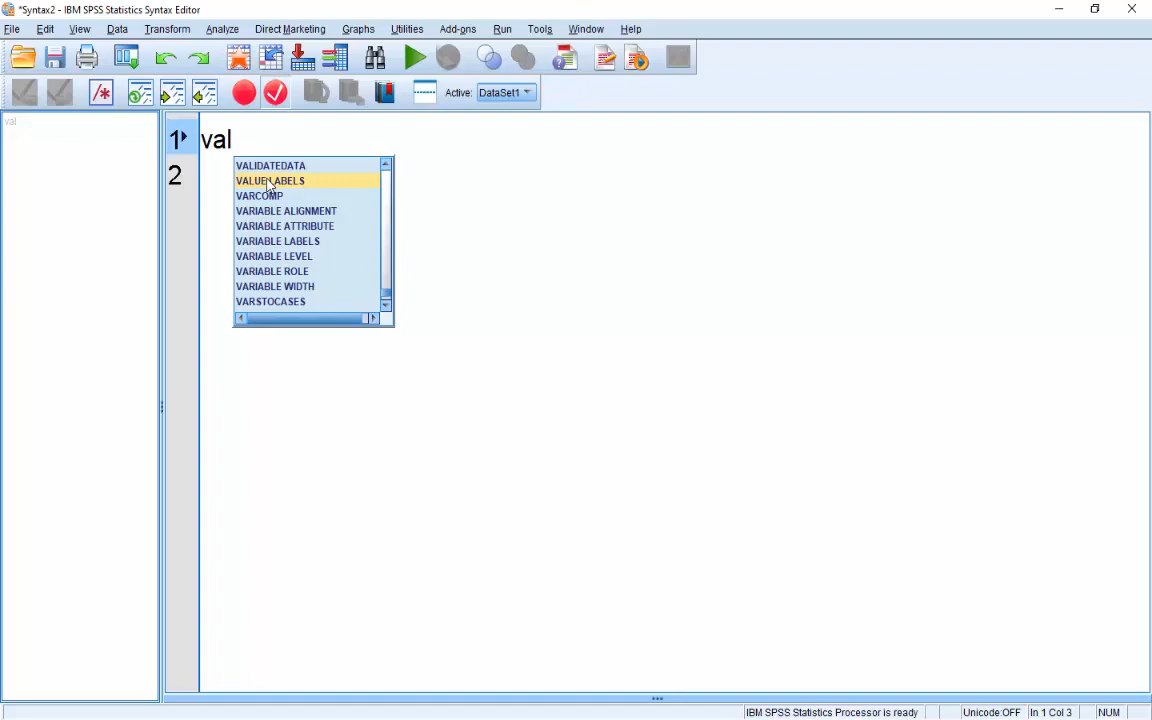 *Syntax2 - IBM SPSS Statistics Syntax Editor
File Edit View Data Transform Analyze Direct Marketing Graphs Utilities Add-ons Run Tools Window Help
Active: DataSet1
val
1 val
2
VALIDATEDATA
VALUE LABELS
VARCOMP
VARIABLE ALIGNMENT
VARIABLE ATTRIBUTE
VARIABLE LABELS
VARIABLE LEVEL
VARIABLE ROLE
VARIABLE WIDTH
VARSTOCASES
IBM SPSS Statistics Processor is ready Unicode:OFF In 1 Col 3 NUM